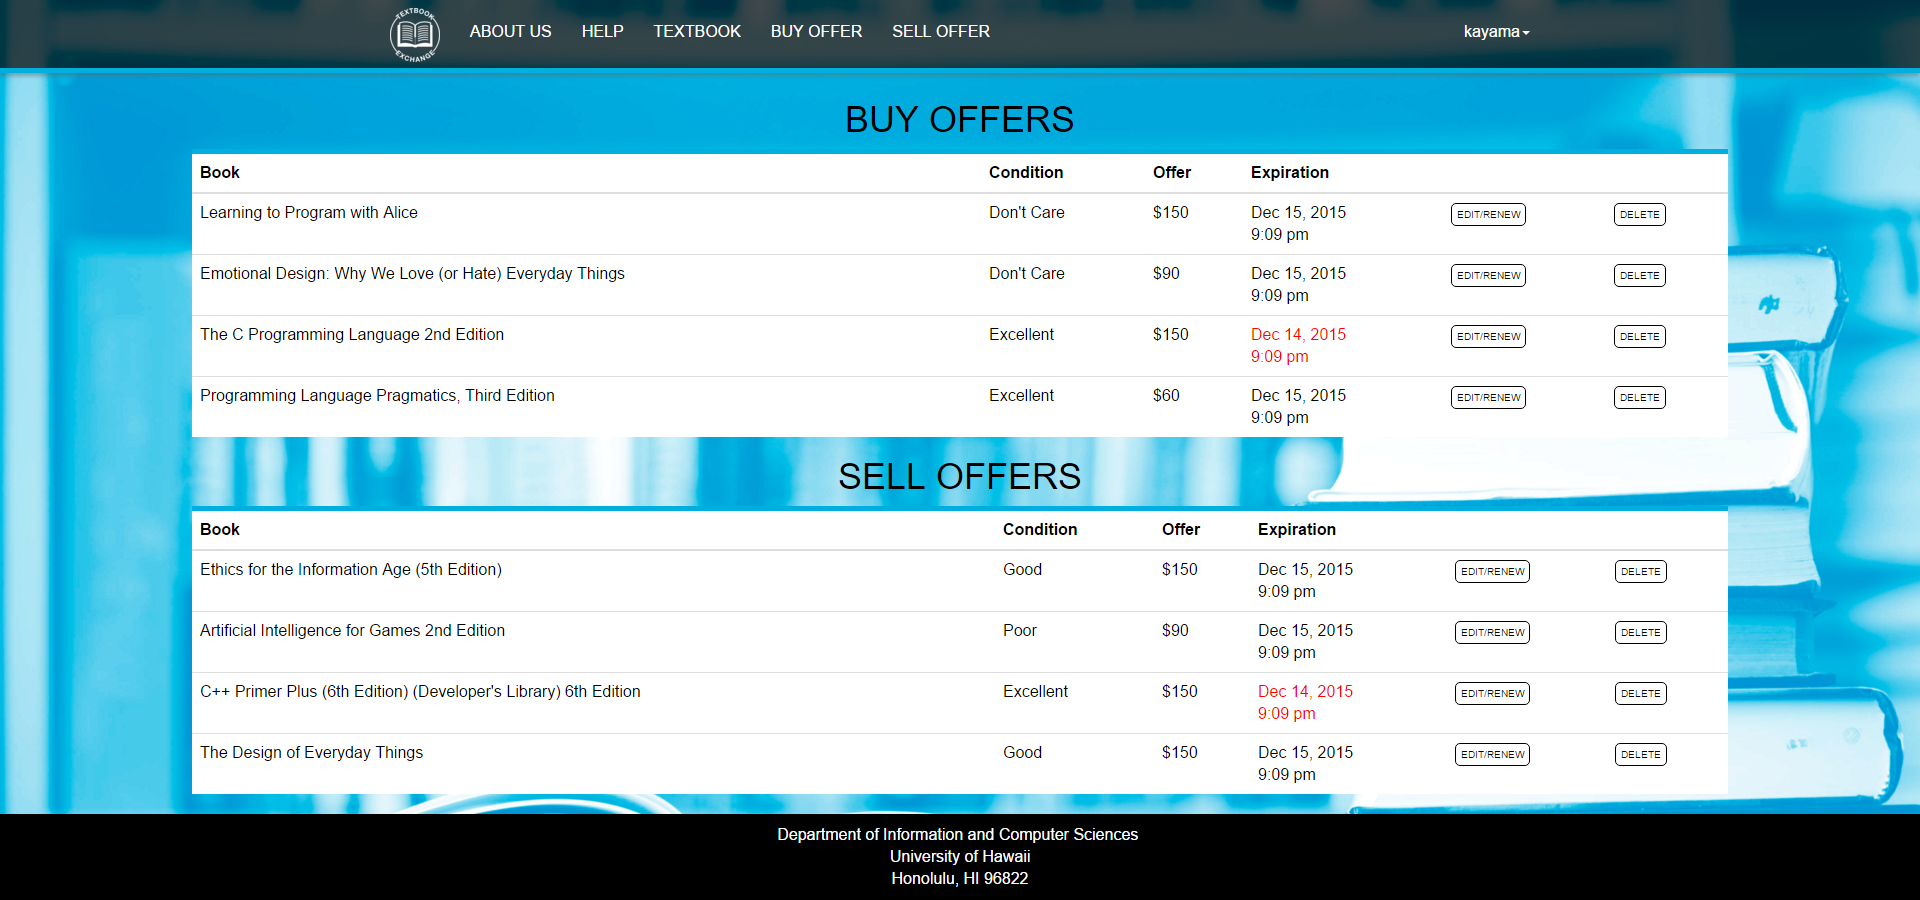 TEXTBOOK
EXCHANGE
ABOUT US HELP TEXTBOOK BUY OFFER SELL OFFER kayama
BUY OFFERS
Book Condition Offer Expiration
Learning to Program with Alice Don't Care $150 Dec 15, 2015 EDIT/RENEW DELETE
9:09 pm
Emotional Design: Why We Love (or Hate) Everyday Things Don't Care $90 Dec 15, 2015 EDIT/RENEW DELETE
9:09 pm
The C Programming Language 2nd Edition Excellent $150 Dec 14, 2015 EDIT/RENEW DELETE
9:09 pm
Programming Language Pragmatics, Third Edition Excellent $60 Dec 15, 2015 EDIT/RENEW DELETE
9:09 pm
SELL OFFERS
Book Condition Offer Expiration
Ethics for the Information Age (5th Edition) Good $150 Dec 15, 2015 EDIT/RENEW DELETE
9:09 pm
Artificial Intelligence for Games 2nd Edition Poor $90 Dec 15, 2015 EDIT/RENEW DELETE
9:09 pm
C++ Primer Plus (6th Edition) (Developer's Library) 6th Edition Excellent $150 Dec 14, 2015 EDIT/RENEW DELETE
9:09 pm
The Design of Everyday Things Good $150 Dec 15, 2015 EDIT/RENEW DELETE
9:09 pm
Department of Information and Computer Sciences
University of Hawaii
Honolulu, HI 96822